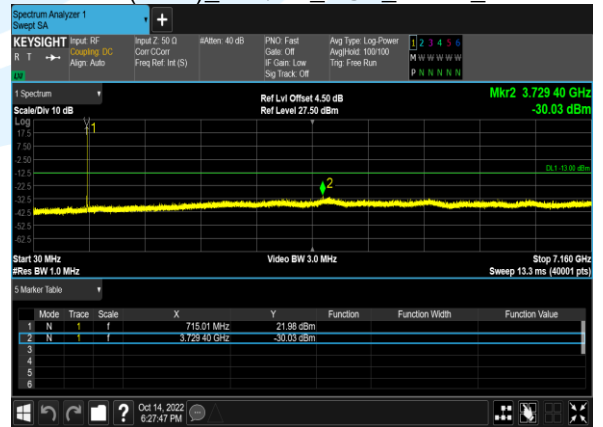 Spectrum Analyzer 1
Swept SA
+
KEYSIGHT
R T
LV
Input: RF
Coupling: DC
Align: Auto
Input Z: 50 Ω
Corr CCorr
Freq Ref: Int (S)
#Atten: 40 dB
PNO: Fast
Gate: Off
IF Gain: Low
Sig Track: Off
Avg Type: Log-Power
Avg|Hold: 100/100
Trig: Free Run
1 2 3 4 5 6
M W W W W W
P N N N N N
1 Spectrum
Scale/Div 10 dB
Ref Lvl Offset 4.50 dB
Ref Level 27.50 dBm
Mkr2 3.729 40 GHz
-30.03 dBm
Log
17.5
7.50
-2.50
-12.5
-22.5
-32.5
-42.5
-52.5
-62.5
1
2
DL1 -13.00 dBm
Start 30 MHz
#Res BW 1.0 MHz
Video BW 3.0 MHz
Stop 7.160 GHz
Sweep 13.3 ms (40001 pts)
5 Marker Table
Mode Trace Scale X Y Function Function Width Function Value
1 N 1 f 715.01 MHz 21.98 dBm
2 N 1 f 3.729 40 GHz -30.03 dBm
3
4
5
6
?
Oct 14, 2022
6:27:47 PM